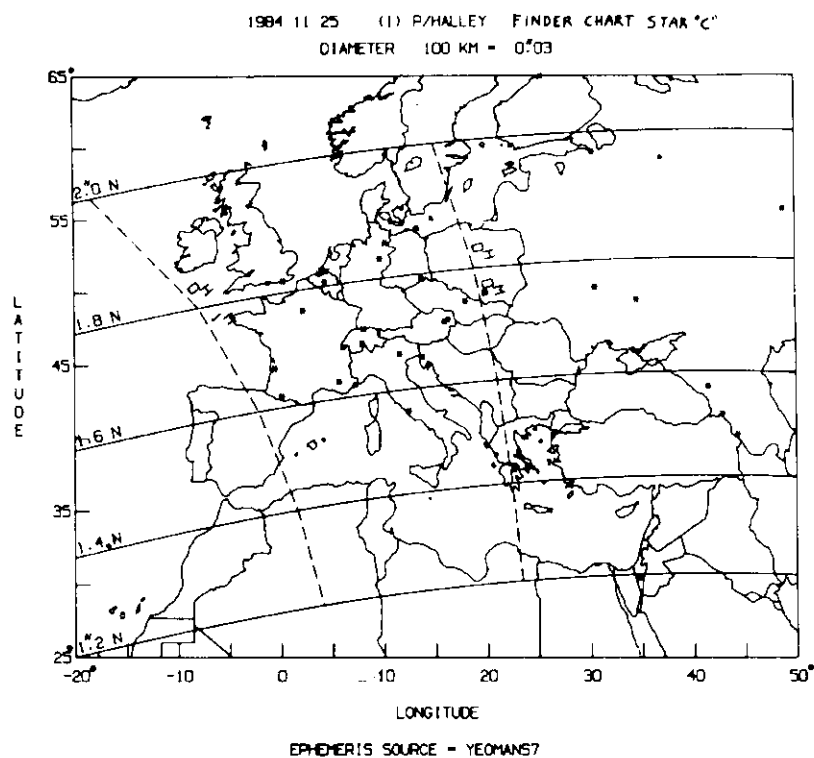 1984 11 25 (1) P/HALLEY FINDER CHART STAR "C"
DIAMETER 100 KM = 0".03
65°
2".0 N
55
1.8 N
LATITUDE
45
1.6 N
35
1.4 N
1".2 N
25°
-20° -10 0 10 20 30 40 50°
LONGITUDE
EPHEMERIS SOURCE = YEOMANS7